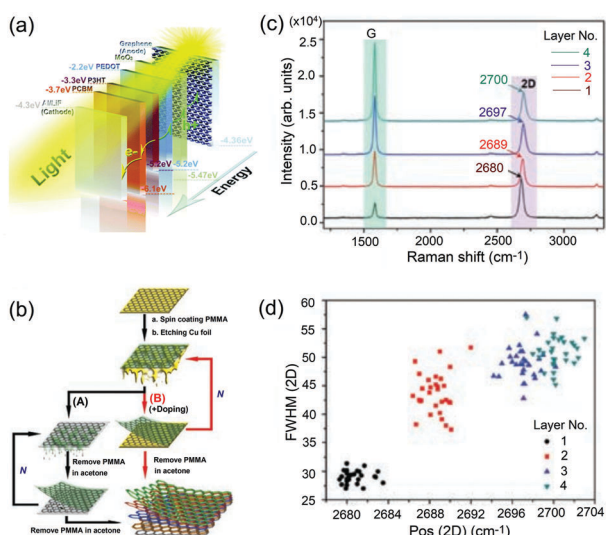 (a)
Graphene
(Anode)
MoO₃
-2.2eV PEDOT
-3.3eV P3HT
-3.7eV PCBM
-4.3eV
(Cathode)
e-
Light
-4.36eV
-5.2eV -5.2eV
-5.47eV
-6.1eV
Energy
(b)
a. Spin coating PMMA
b. Etching Cu foil
N
(A)
(B)
(+Doping)
N
Remove PMMA
in acetone
Remove PMMA
in acetone
Remove PMMA in acetone
(c)
2.5 ×10⁴
2.0
1.5
1.0
0.5
0.0
Intensity (arb. units)
G
2D
Layer No.
4
3
2
1
2700
2697
2689
2680
1500 2000 2500 3000
Raman shift (cm⁻¹)
(d)
60
55
50
45
40
35
30
25
FWHM (2D)
Layer No.
1
2
3
4
2680 2684 2688 2692 2696 2700 2704
Pos (2D) (cm⁻¹)